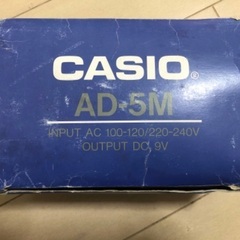 CASIO®
AD-5M
INPUT AC 100-120/220-240V
OUTPUT DC 9V